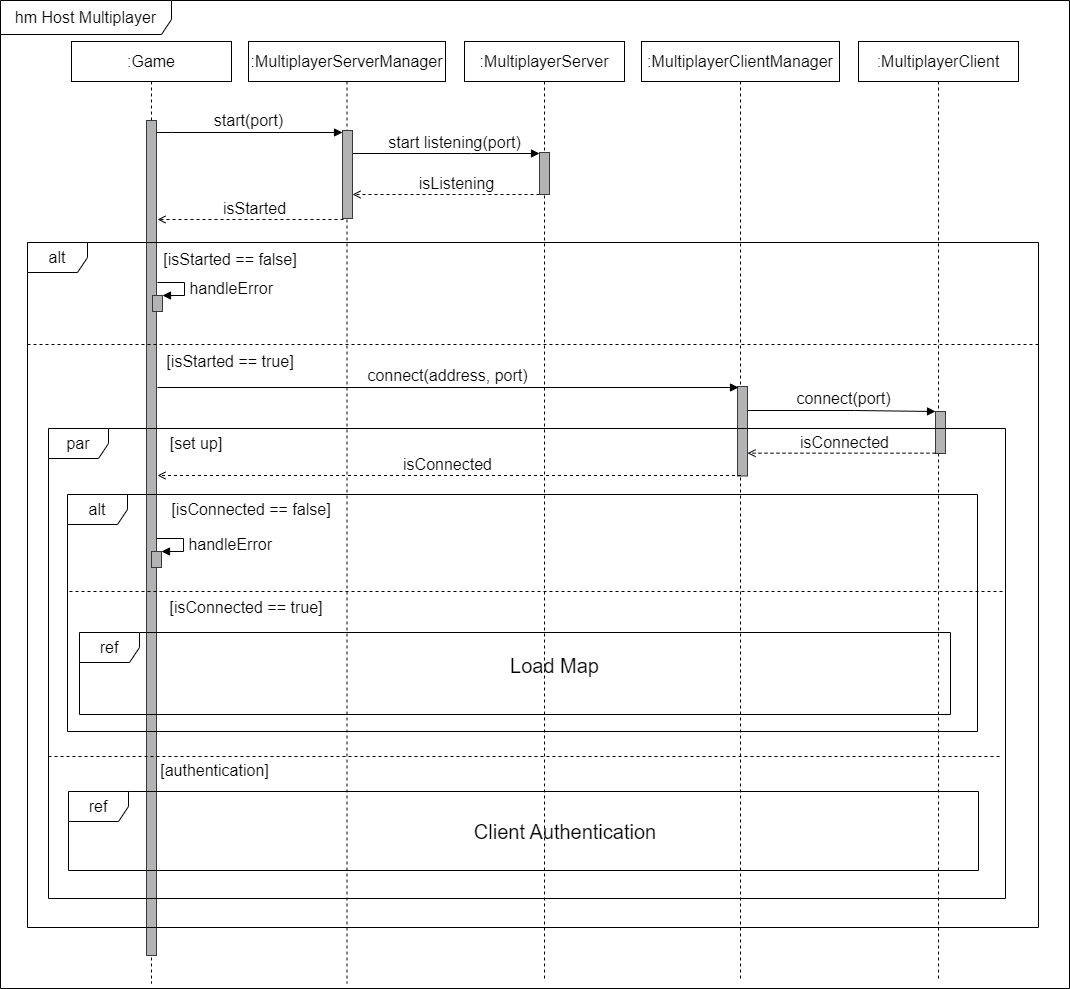 hm Host Multiplayer
:Game
:MultiplayerServerManager
:MultiplayerServer
:MultiplayerClientManager
:MultiplayerClient
start(port)
start listening(port)
isListening
isStarted
alt
[isStarted == false]
handleError
[isStarted == true]
connect(address, port)
connect(port)
par
[set up]
isConnected
isConnected
alt
[isConnected == false]
handleError
[isConnected == true]
ref
Load Map
[authentication]
ref
Client Authentication